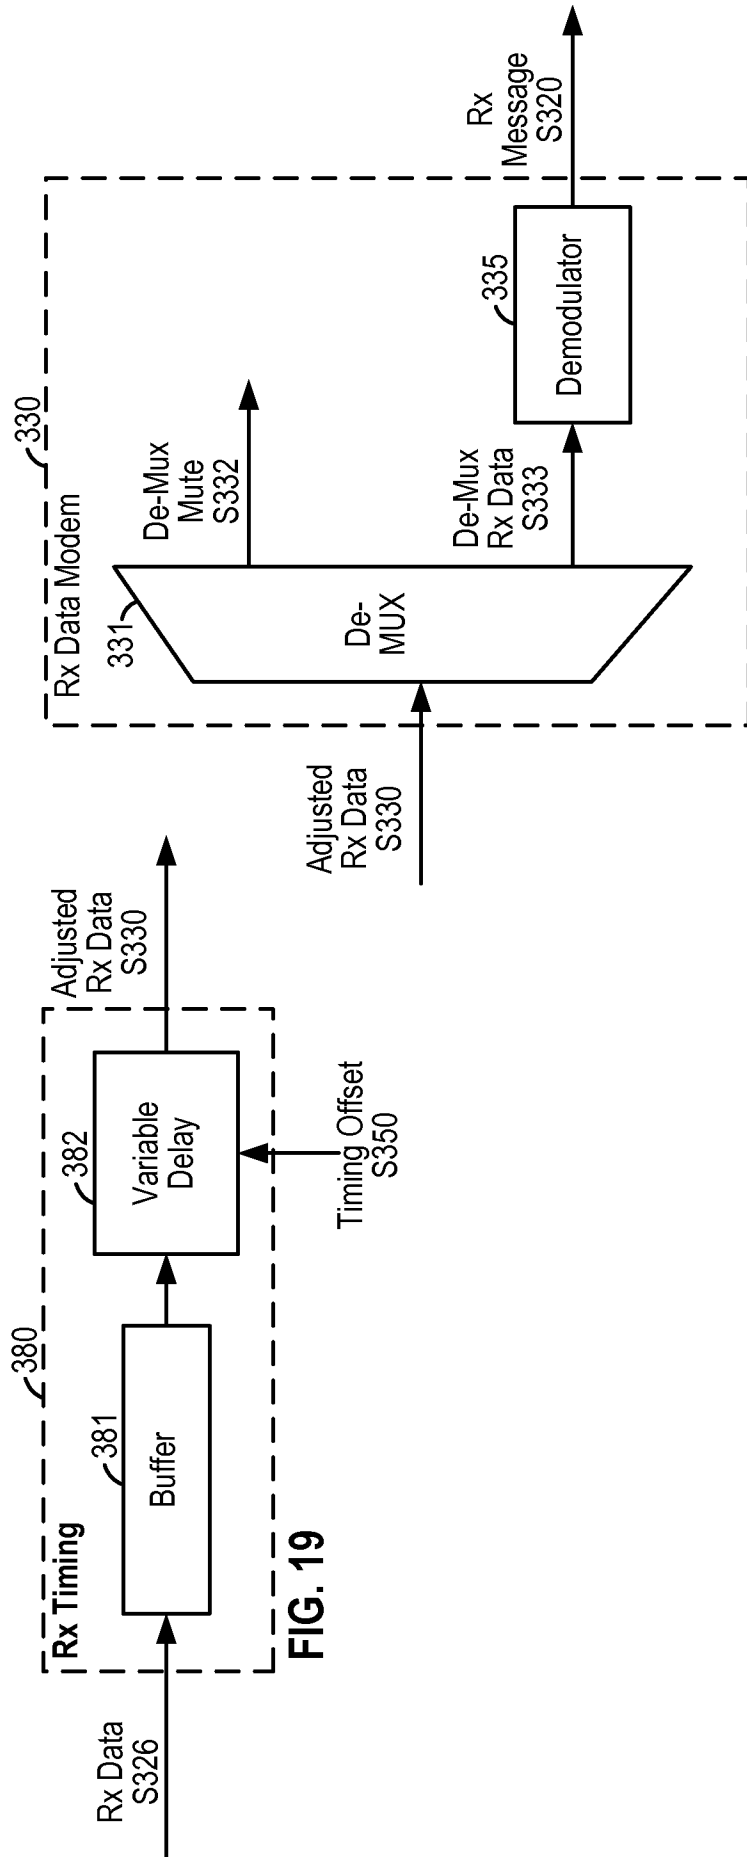 380
Rx Timing
Rx Data
S326
381
Buffer
382
Variable
Delay
Timing Offset
S350
Adjusted
Rx Data
S330
FIG. 19
330
Rx Data Modem
Adjusted
Rx Data
S330
331
De-
MUX
De-Mux
Mute
S332
De-Mux
Rx Data
S333
335
Demodulator
Rx
Message
S320